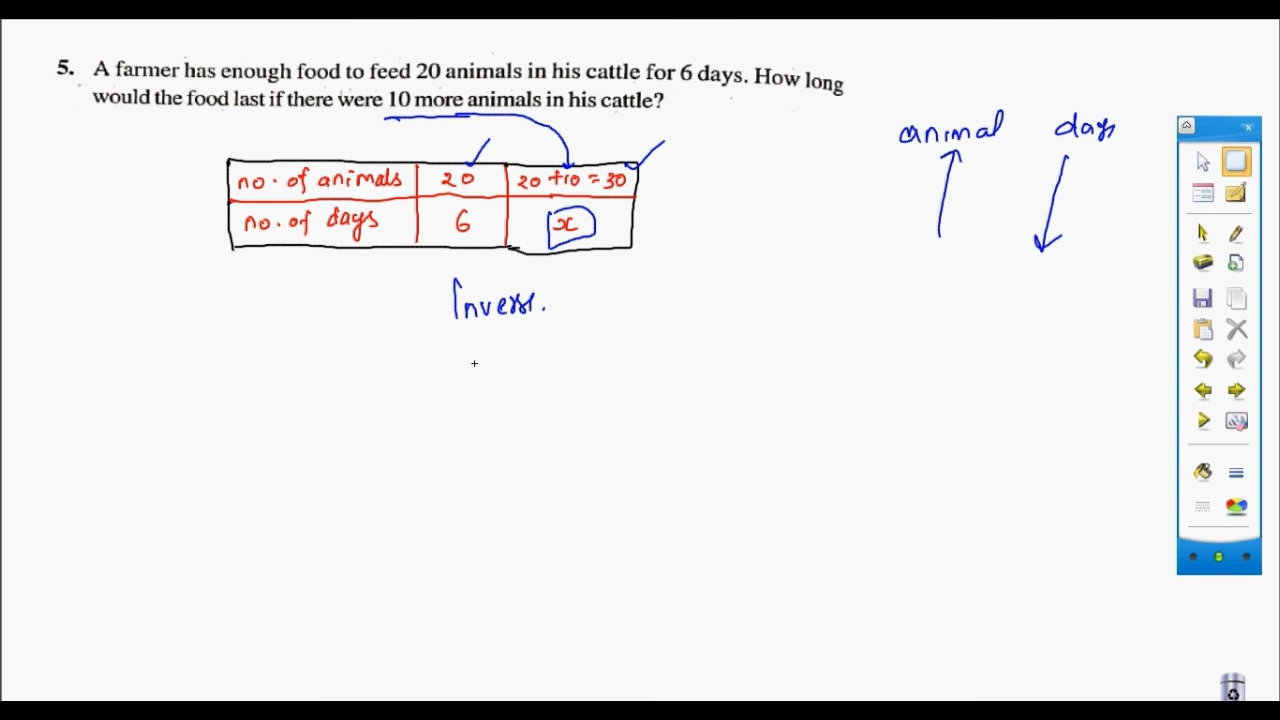 5. A farmer has enough food to feed 20 animals in his cattle for 6 days. How long
would the food last if there were 10 more animals in his cattle?
animal days
no. of animals 20 20 + 10 = 30
no. of days 6 x
Inverse.